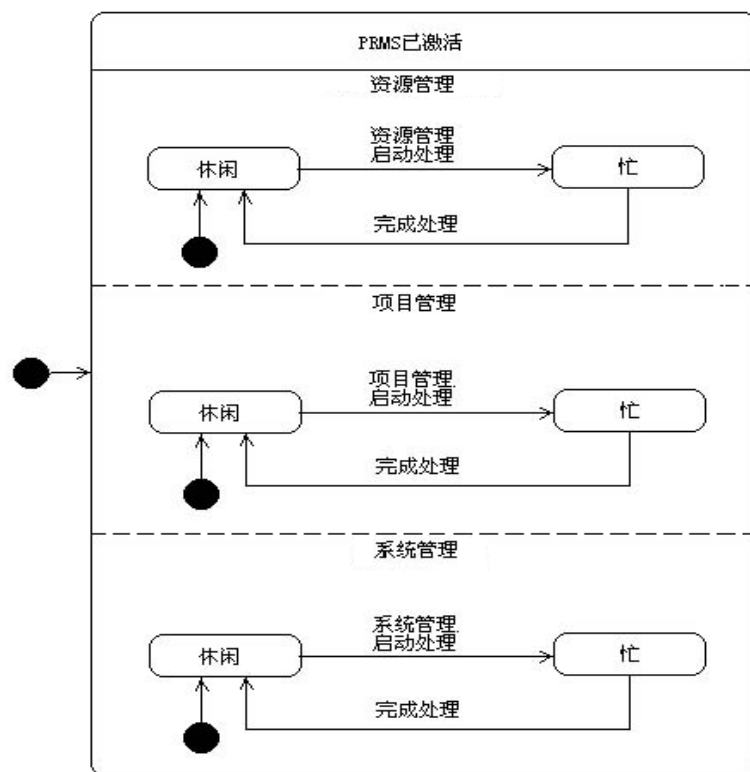 PRMS已激活
资源管理
资源管理
启动处理
休闲
忙
完成处理
项目管理
项目管理
启动处理
休闲
忙
完成处理
系统管理
系统管理
启动处理
休闲
忙
完成处理